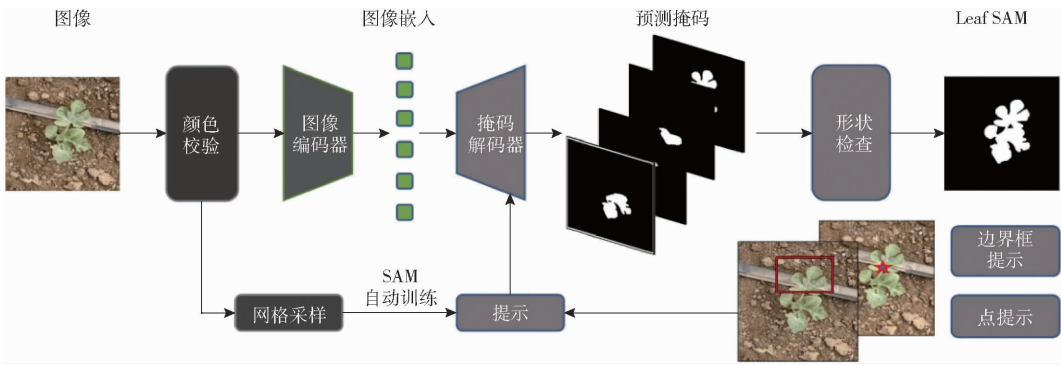 图像
图像嵌入
预测掩码
Leaf SAM
颜色
校验
图像
编码器
掩码
解码器
形状
检查
SAM
自动训练
网格采样
提示
边界框
提示
点提示